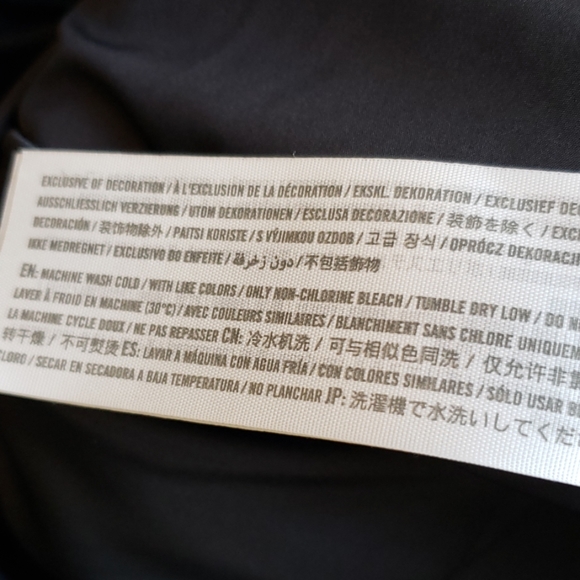 EXCLUSIVE OF DECORATION / À L'EXCLUSION DE LA DÉCORATION / EKSKL. DEKORATION / EXCLUSIEF DE
AUSSCHLIESSLICH VERZIERUNG / UTOM DEKORATIONEN / ESCLUSA DECORAZIONE / 装飾を除く / EXC
DECORACIÓN / 装饰物除外 / PAITSI KORISTE / S VÝJIMKOU OZDOB / 고급 장식 / OPRÓCZ DEKORACJI
IKKE MEDREGNET / EXCLUSIVO DO ENFEITE / دون زخرفة / 不包括飾物
EN: MACHINE WASH COLD / WITH LIKE COLORS / ONLY NON-CHLORINE BLEACH / TUMBLE DRY LOW / DO N
LAVER À FROID EN MACHINE (30°C) / AVEC COULEURS SIMILAIRES / BLANCHIMENT SANS CHLORE UNIQUEM
LA MACHINE CYCLE DOUX / NE PAS REPASSER CN: 冷水机洗 / 可与相似色同洗 / 仅允许非氯
转干燥 / 不可熨烫 ES: LAVAR A MÁQUINA CON AGUA FRÍA / CON COLORES SIMILARES / SÓLO USAR B
CLORO / SECAR EN SECADORA A BAJA TEMPERATURA / NO PLANCHAR JP: 洗濯機で水洗いしてくだ